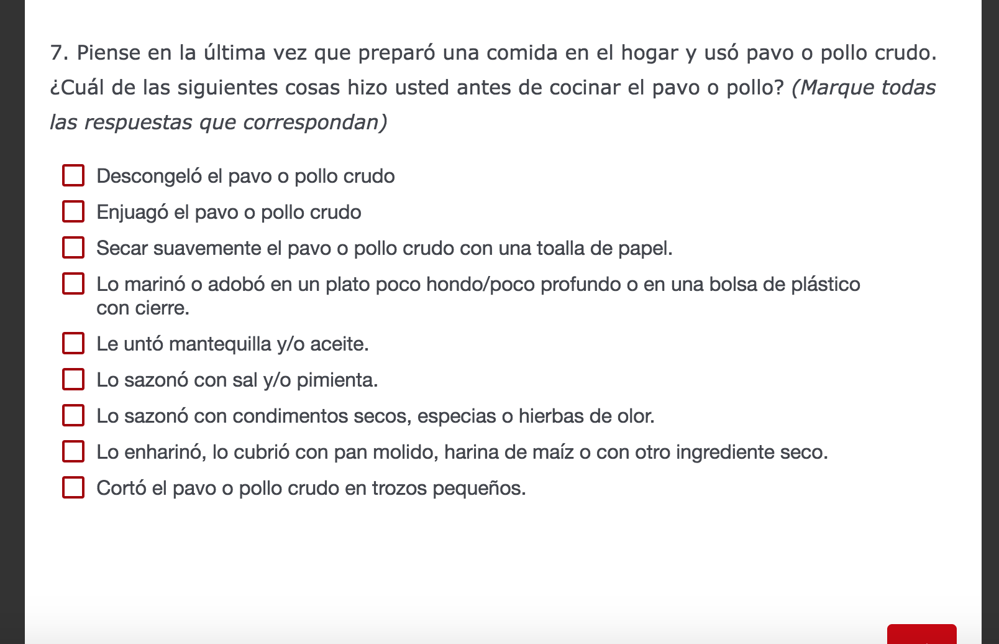 7. Piense en la última vez que preparó una comida en el hogar y usó pavo o pollo crudo.
¿Cuál de las siguientes cosas hizo usted antes de cocinar el pavo o pollo? (Marque todas
las respuestas que correspondan)
Descongeló el pavo o pollo crudo
Enjuagó el pavo o pollo crudo
Secar suavemente el pavo o pollo crudo con una toalla de papel.
Lo marinó o adobó en un plato poco hondo/poco profundo o en una bolsa de plástico
con cierre.
Le untó mantequilla y/o aceite.
Lo sazonó con sal y/o pimienta.
Lo sazonó con condimentos secos, especias o hierbas de olor.
Lo enharinó, lo cubrió con pan molido, harina de maíz o con otro ingrediente seco.
Cortó el pavo o pollo crudo en trozos pequeños.